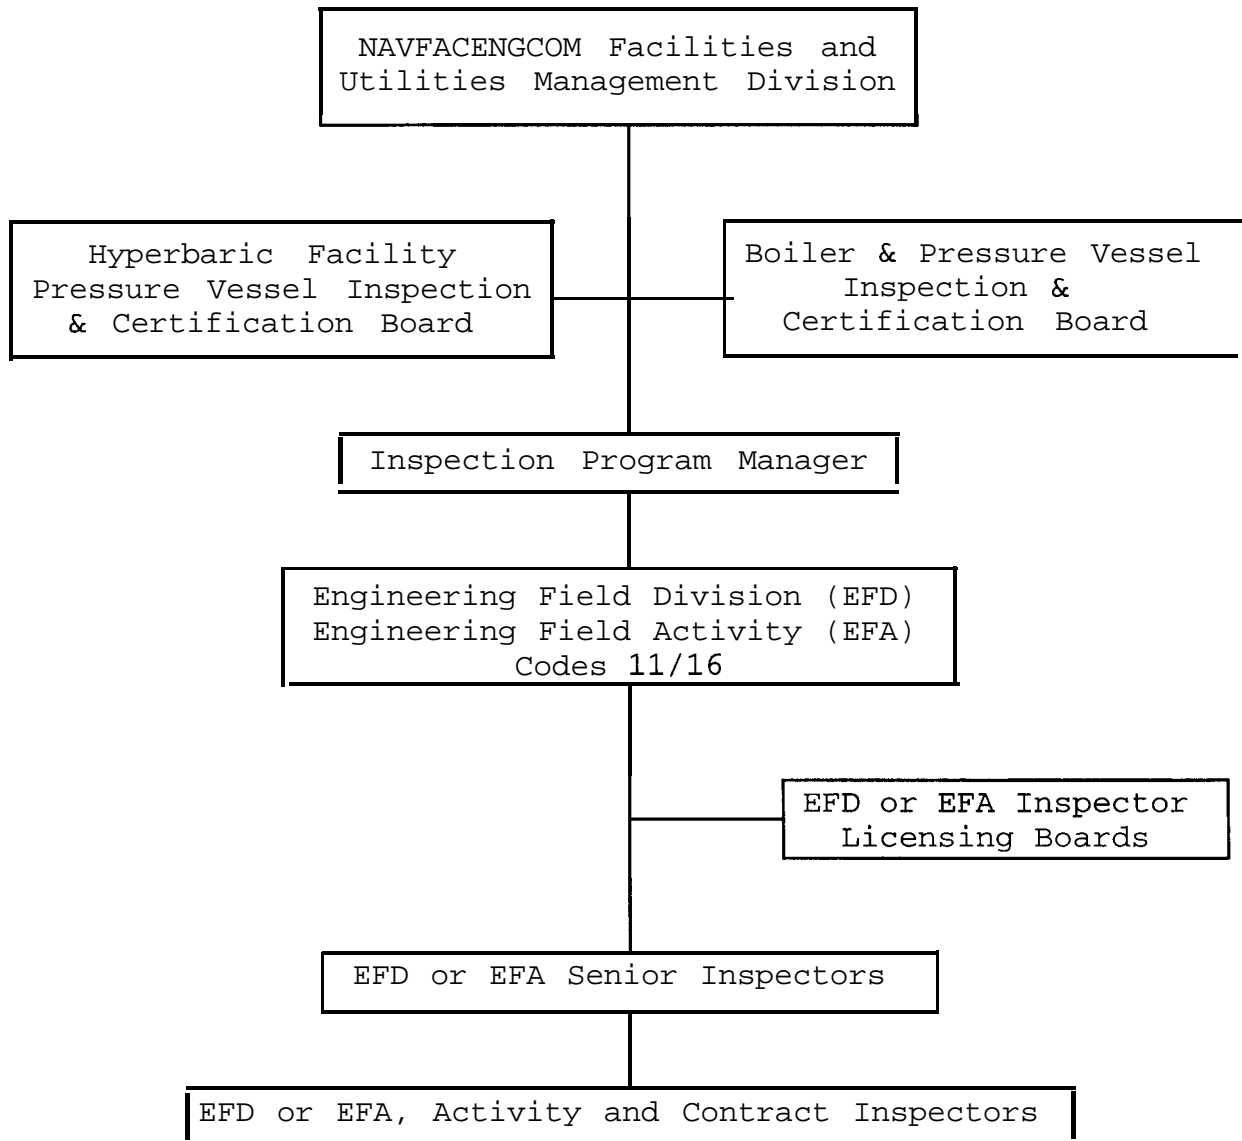 NAVFACENGCOM Facilities and
Utilities Management Division
Hyperbaric Facility
Pressure Vessel Inspection
& Certification Board
Boiler & Pressure Vessel
Inspection &
Certification Board
Inspection Program Manager
Engineering Field Division (EFD)
Engineering Field Activity (EFA)
Codes 11/16
EFD or EFA Inspector
Licensing Boards
EFD or EFA Senior Inspectors
EFD or EFA, Activity and Contract Inspectors